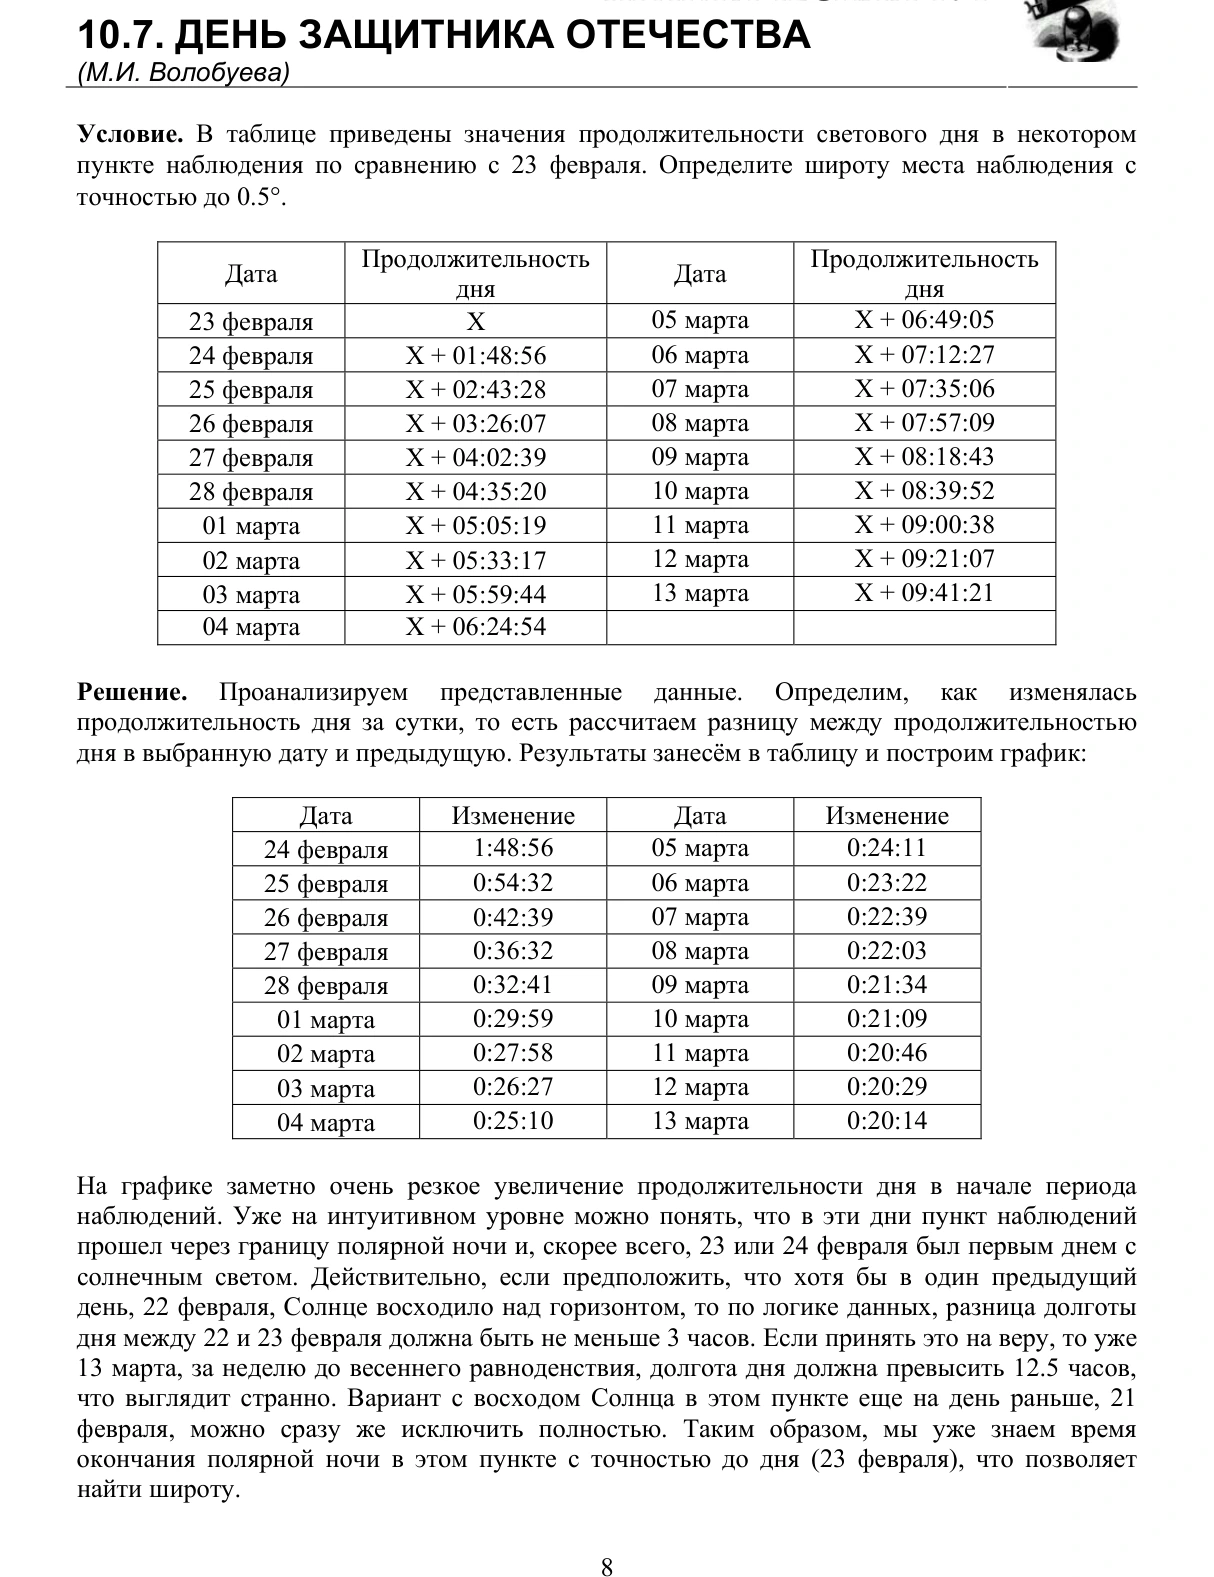 10.7. ДЕНЬ ЗАЩИТНИКА ОТЕЧЕСТВА
(М.И. Волобуева)
Условие. В таблице приведены значения продолжительности светового дня в некотором
пункте наблюдения по сравнению с 23 февраля. Определите широту места наблюдения с
точностью до 0.5°.
Дата Продолжительность дня Дата Продолжительность дня
23 февраля X 05 марта X + 06:49:05
24 февраля X + 01:48:56 06 марта X + 07:12:27
25 февраля X + 02:43:28 07 марта X + 07:35:06
26 февраля X + 03:26:07 08 марта X + 07:57:09
27 февраля X + 04:02:39 09 марта X + 08:18:43
28 февраля X + 04:35:20 10 марта X + 08:39:52
01 марта X + 05:05:19 11 марта X + 09:00:38
02 марта X + 05:33:17 12 марта X + 09:21:07
03 марта X + 05:59:44 13 марта X + 09:41:21
04 марта X + 06:24:54
Решение. Проанализируем представленные данные. Определим, как изменялась
продолжительность дня за сутки, то есть рассчитаем разницу между продолжительностью
дня в выбранную дату и предыдущую. Результаты занесём в таблицу и построим график:
Дата Изменение Дата Изменение
24 февраля 1:48:56 05 марта 0:24:11
25 февраля 0:54:32 06 марта 0:23:22
26 февраля 0:42:39 07 марта 0:22:39
27 февраля 0:36:32 08 марта 0:22:03
28 февраля 0:32:41 09 марта 0:21:34
01 марта 0:29:59 10 марта 0:21:09
02 марта 0:27:58 11 марта 0:20:46
03 марта 0:26:27 12 марта 0:20:29
04 марта 0:25:10 13 марта 0:20:14
На графике заметно очень резкое увеличение продолжительности дня в начале периода
наблюдений. Уже на интуитивном уровне можно понять, что в эти дни пункт наблюдений
прошел через границу полярной ночи и, скорее всего, 23 или 24 февраля был первым днем с
солнечным светом. Действительно, если предположить, что хотя бы в один предыдущий
день, 22 февраля, Солнце восходило над горизонтом, то по логике данных, разница долготы
дня между 22 и 23 февраля должна быть не меньше 3 часов. Если принять это на веру, то уже
13 марта, за неделю до весеннего равноденствия, долгота дня должна превысить 12.5 часов,
что выглядит странно. Вариант с восходом Солнца в этом пункте еще на день раньше, 21
февраля, можно сразу же исключить полностью. Таким образом, мы уже знаем время
окончания полярной ночи в этом пункте с точностью до дня (23 февраля), что позволяет
найти широту.
8